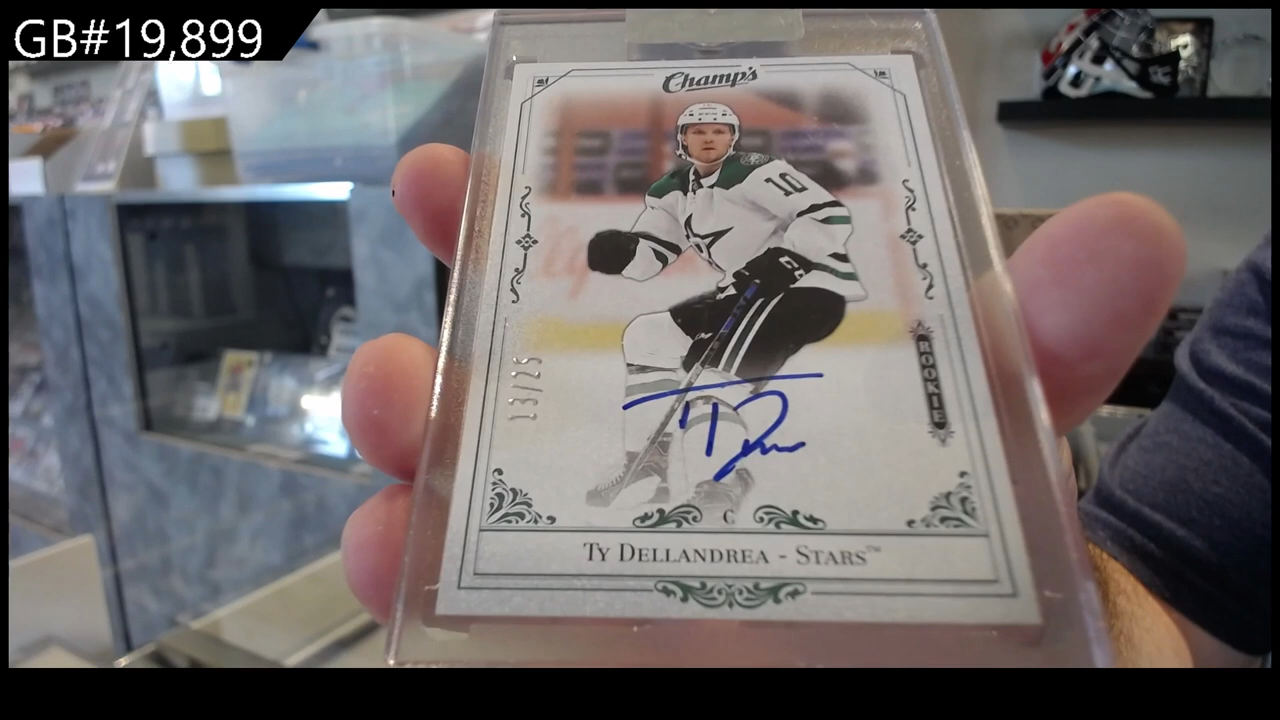 GB#19,899
Champ's
10
13/25
ROOKIE
C
TY DELLANDREA - STARS™